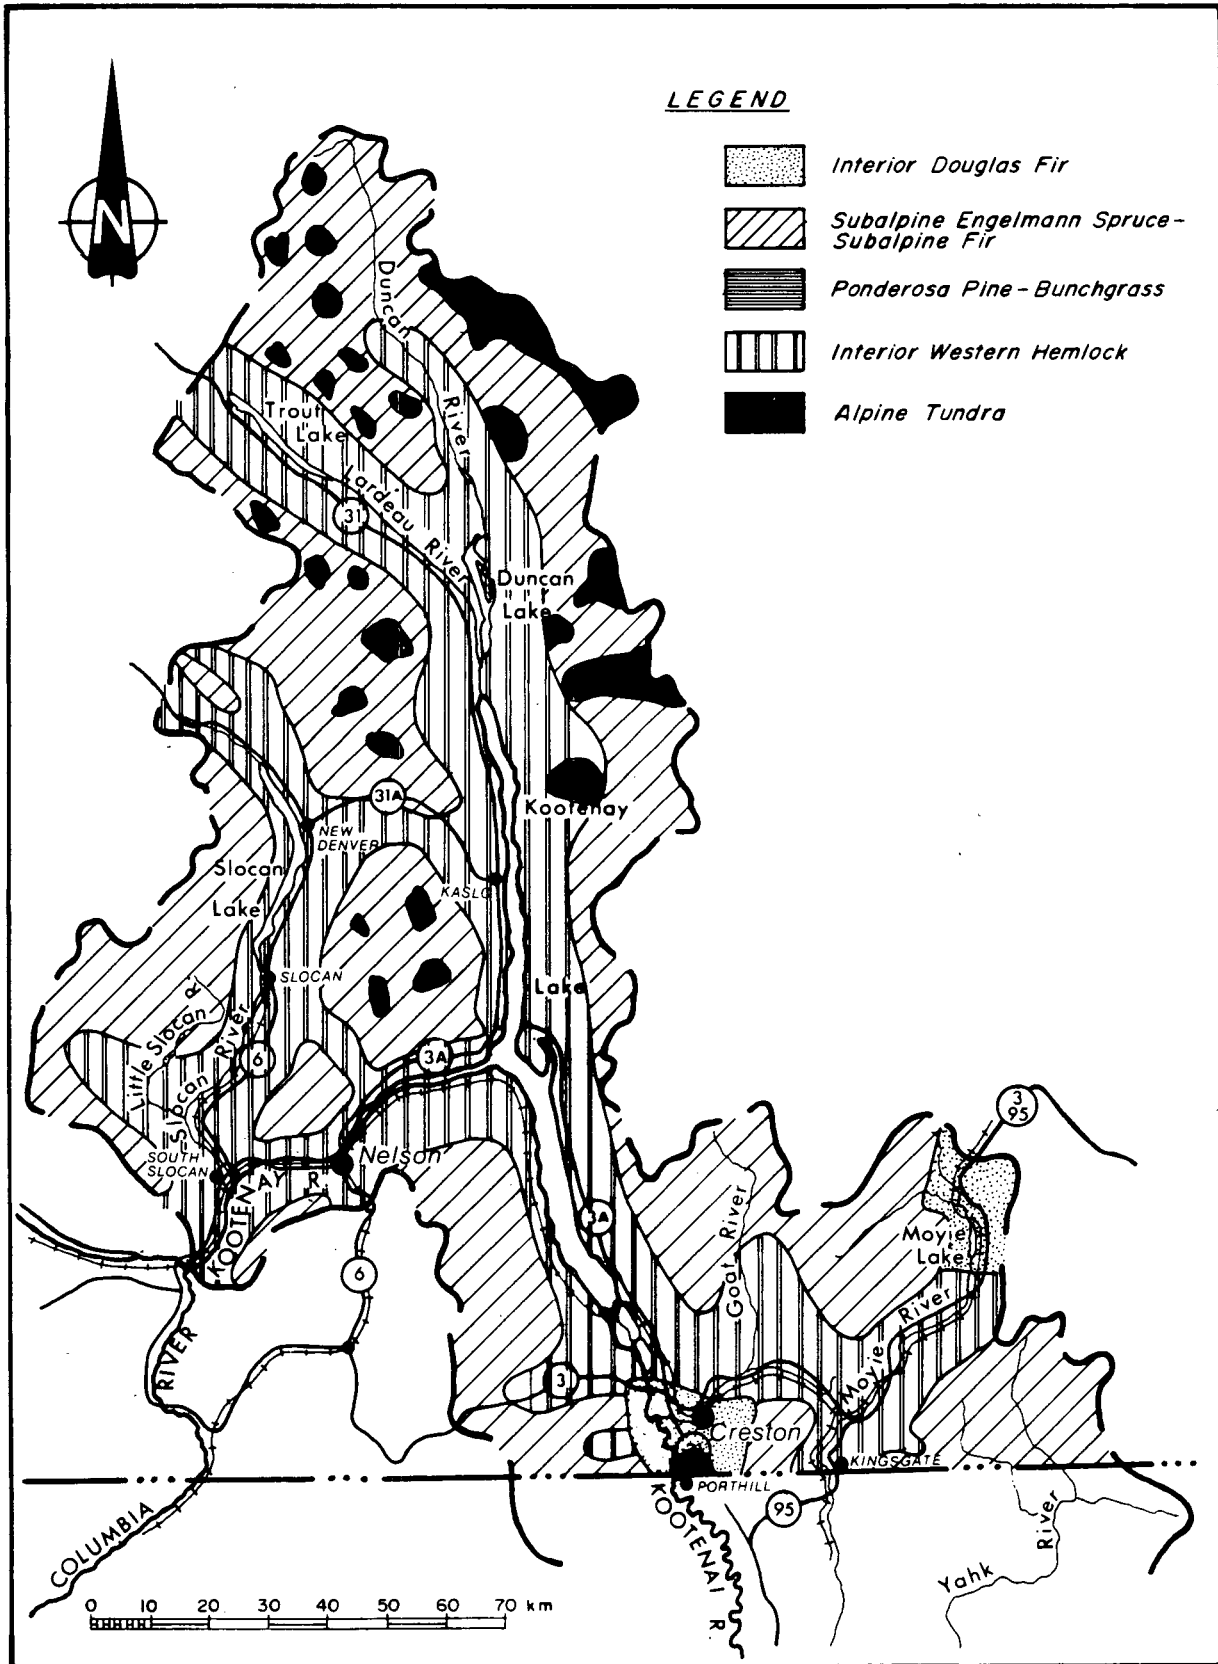 LEGEND
Interior Douglas Fir
Subalpine Engelmann Spruce-
Subalpine Fir
Ponderosa Pine-Bunchgrass
Interior Western Hemlock
Alpine Tundra
N
Duncan
River
Trout
Lake
Lardeau
River
31
Duncan
Lake
31A
Kootenay
NEW
DENVER
Slocan
Lake
KASLO
SLOCAN
Lake
Little Slocan R
Slocan River
6
3A
3
95
SOUTH
SLOCAN
Nelson
KOOTENAY R.
3A
Goat River
Moyie
Lake
6
RIVER
Moyie River
3
Creston
KINGSGATE
PORTHILL
95
COLUMBIA
KOOTENAI R.
Yahk
River
0 10 20 30 40 50 60 70 km